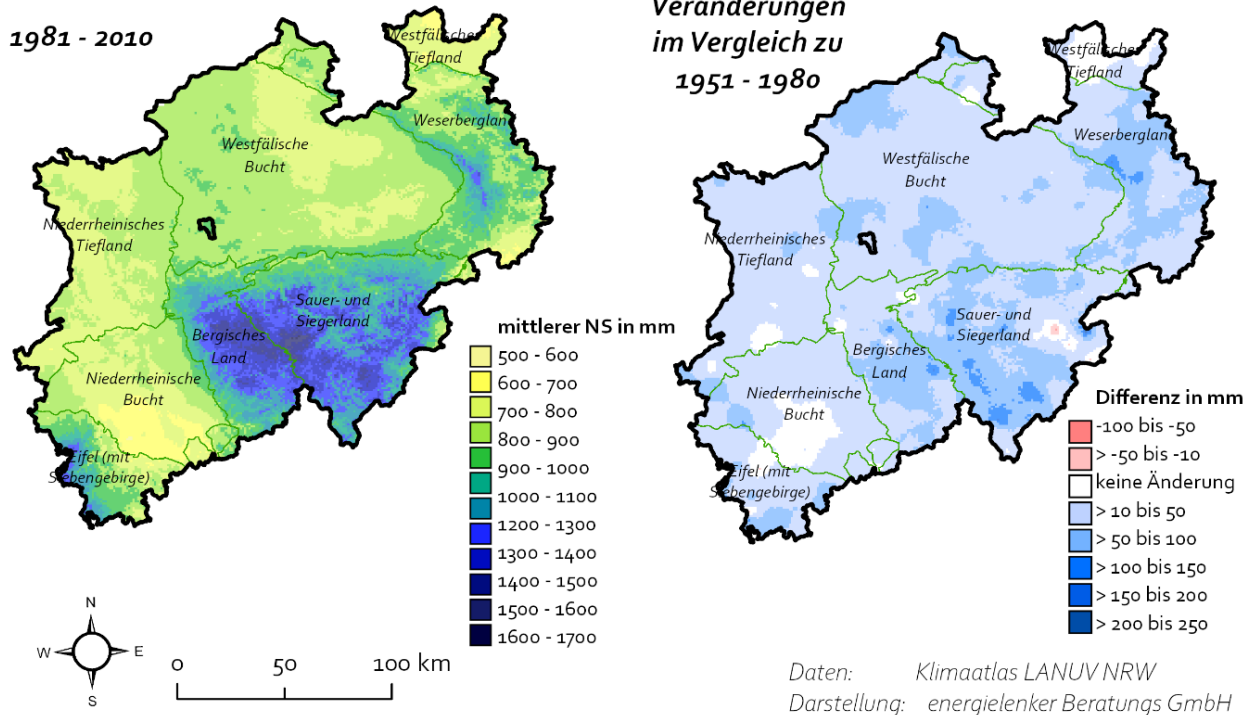 1981 - 2010
Westfälisches
Tiefland
Weserberglan
Westfälische
Bucht
Niederrheinisches
Tiefland
Sauer- und
Siegerland
Bergisches
Land
Niederrheinische
Bucht
Eifel (mit
Siebengebirge)
mittlerer NS in mm
500 - 600
600 - 700
700 - 800
800 - 900
900 - 1000
1000 - 1100
1200 - 1300
1300 - 1400
1400 - 1500
1500 - 1600
1600 - 1700
N
W
E
S
0
50
100 km
Veränderungen
im Vergleich zu
1951 - 1980
Westfälisches
Tiefland
Weserberglan
Westfälische
Bucht
Niederrheinisches
Tiefland
Sauer- und
Siegerland
Bergisches
Land
Niederrheinische
Bucht
Eifel (mit
Siebengebirge)
Differenz in mm
-100 bis -50
> -50 bis -10
keine Änderung
> 10 bis 50
> 50 bis 100
> 100 bis 150
> 150 bis 200
> 200 bis 250
Daten: Klimaatlas LANUV NRW
Darstellung: energielenker Beratungs GmbH